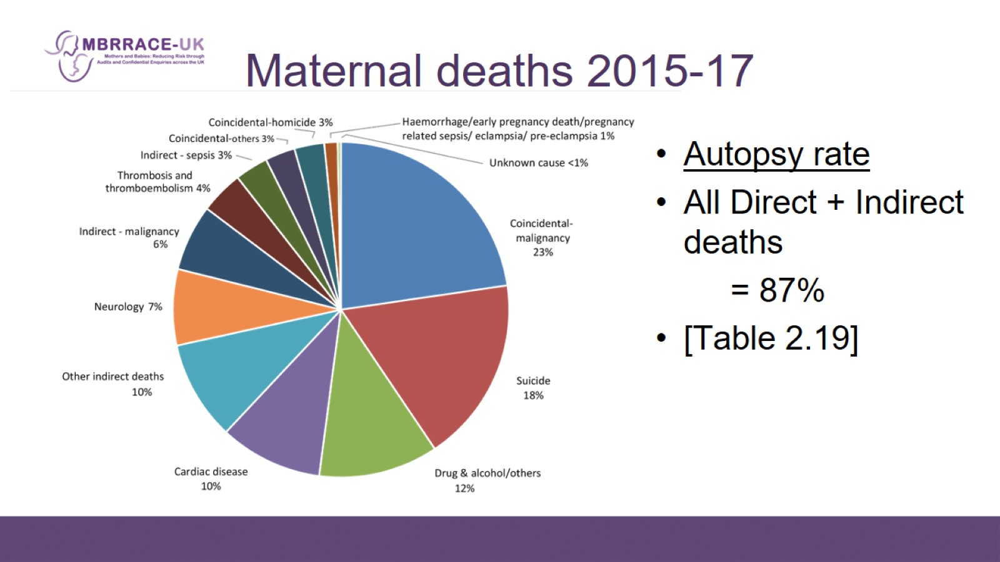 MBRRACE-UK
Mothers and Babies: Reducing Risk through
Audits and Confidential Enquiries across the UK
Maternal deaths 2015-17
Coincidental-homicide 3%
Coincidental-others 3%
Indirect - sepsis 3%
Thrombosis and
thromboembolism 4%
Indirect - malignancy
6%
Neurology 7%
Other indirect deaths
10%
Cardiac disease
10%
Haemorrhage/early pregnancy death/pregnancy
related sepsis/ eclampsia/ pre-eclampsia 1%
Unknown cause <1%
Coincidental-
malignancy
23%
Suicide
18%
Drug & alcohol/others
12%
• Autopsy rate
• All Direct + Indirect
deaths
= 87%
• [Table 2.19]